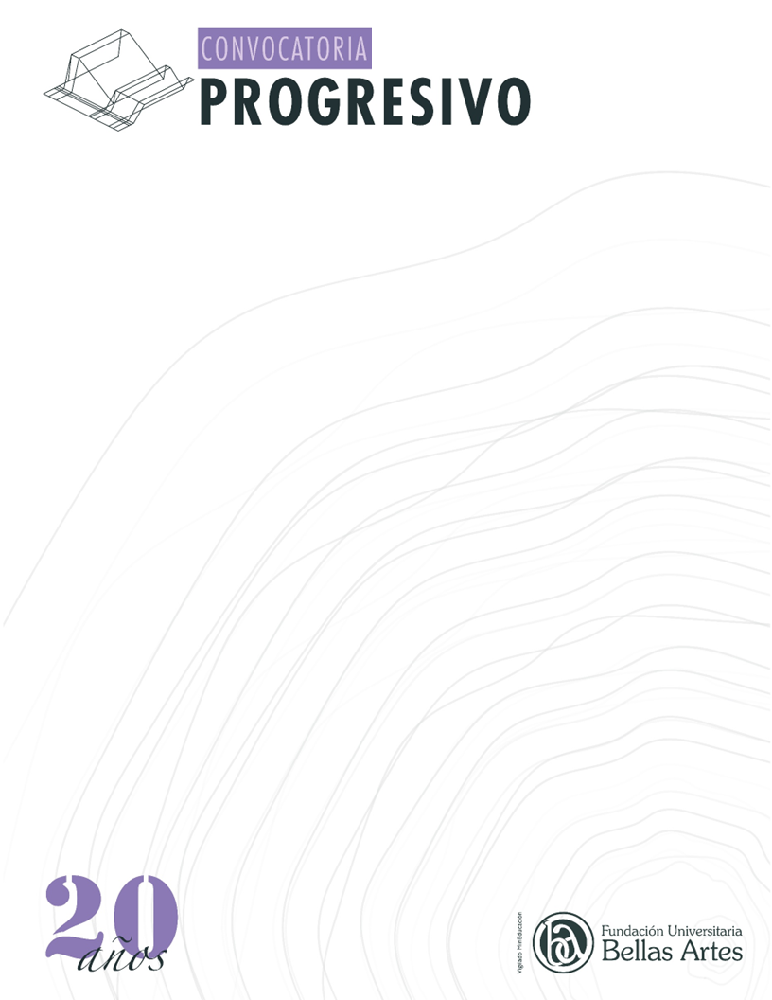 CONVOCATORIA
PROGRESIVO
20
años
Vigilado MinEducación
Fundación Universitaria
Bellas Artes